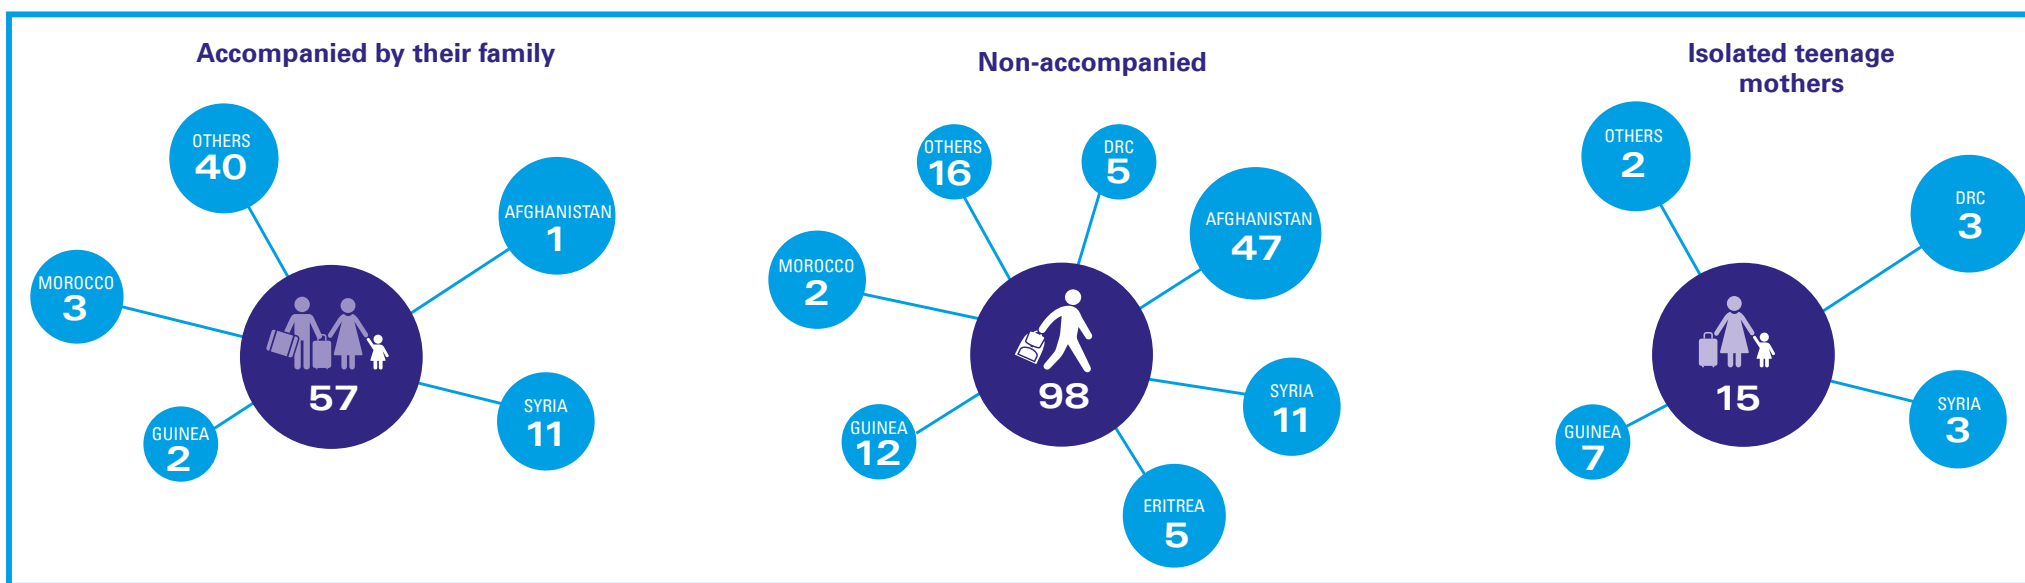 Accompanied by their family
OTHERS
40
AFGHANISTAN
1
MOROCCO
3
57
GUINEA
2
SYRIA
11
Non-accompanied
OTHERS
16
DRC
5
AFGHANISTAN
47
MOROCCO
2
98
SYRIA
11
GUINEA
12
ERITREA
5
Isolated teenage
mothers
OTHERS
2
DRC
3
15
GUINEA
7
SYRIA
3